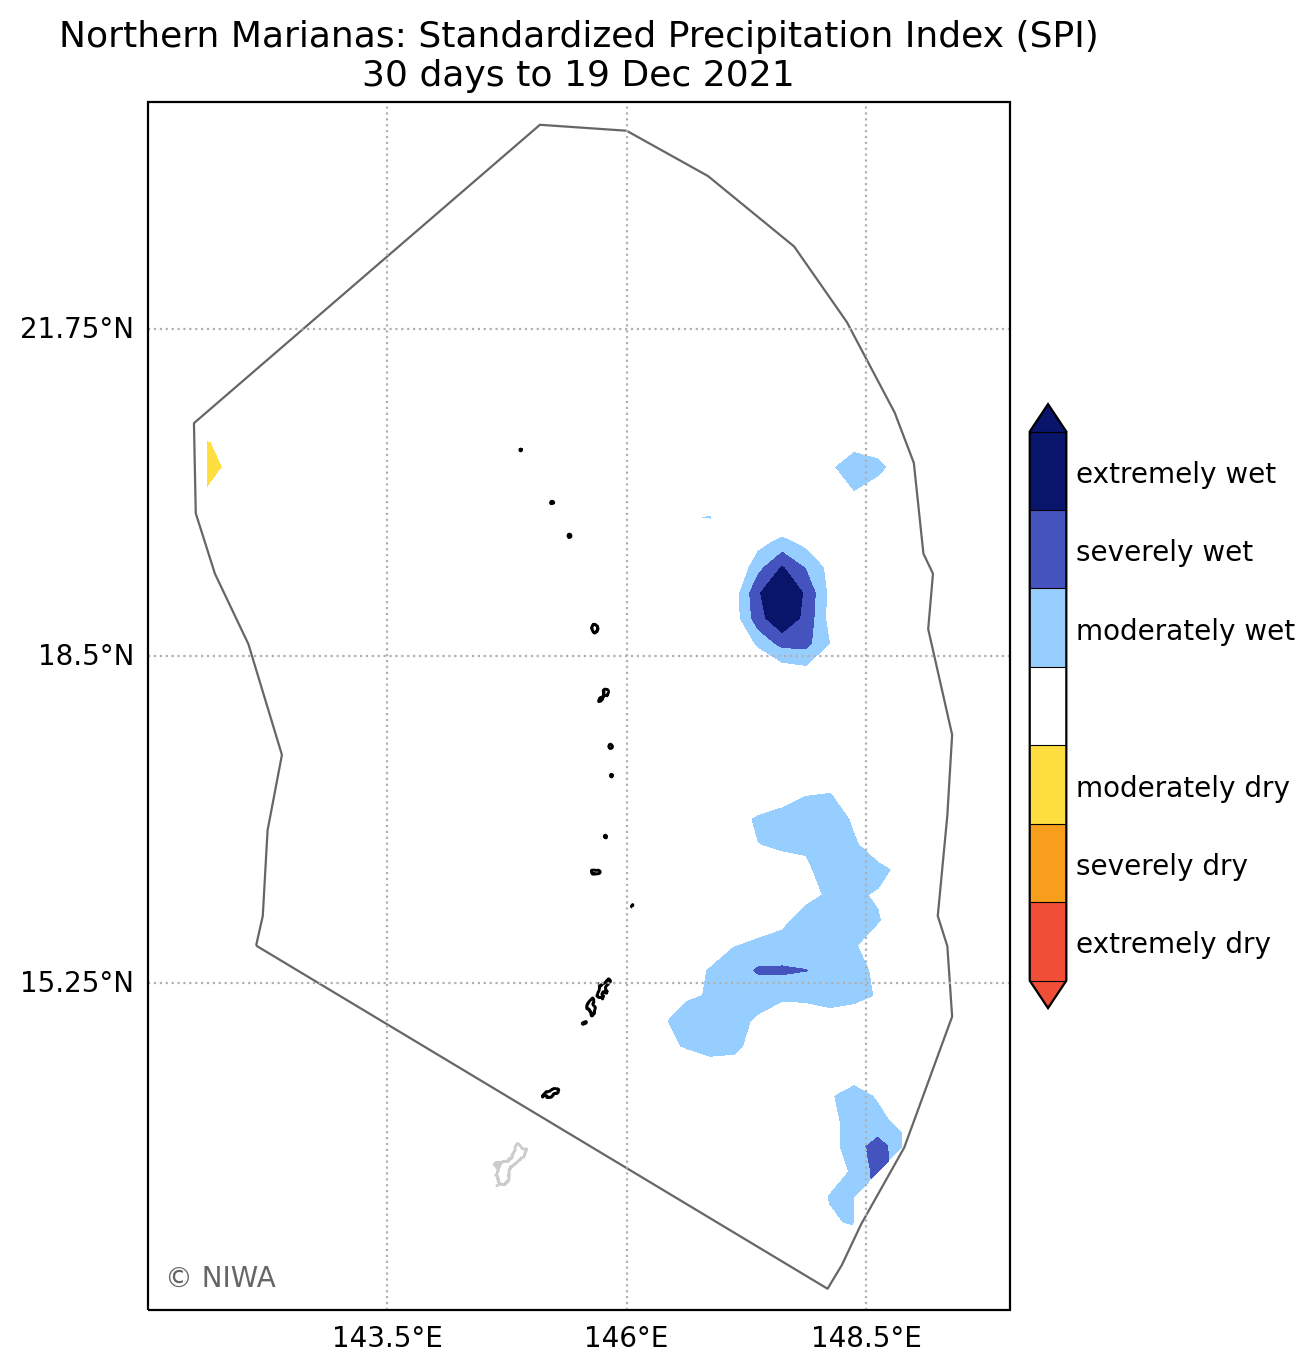 Northern Marianas: Standardized Precipitation Index (SPI)
30 days to 19 Dec 2021
21.75°N
18.5°N
15.25°N
143.5°E
146°E
148.5°E
extremely wet
severely wet
moderately wet
moderately dry
severely dry
extremely dry
© NIWA